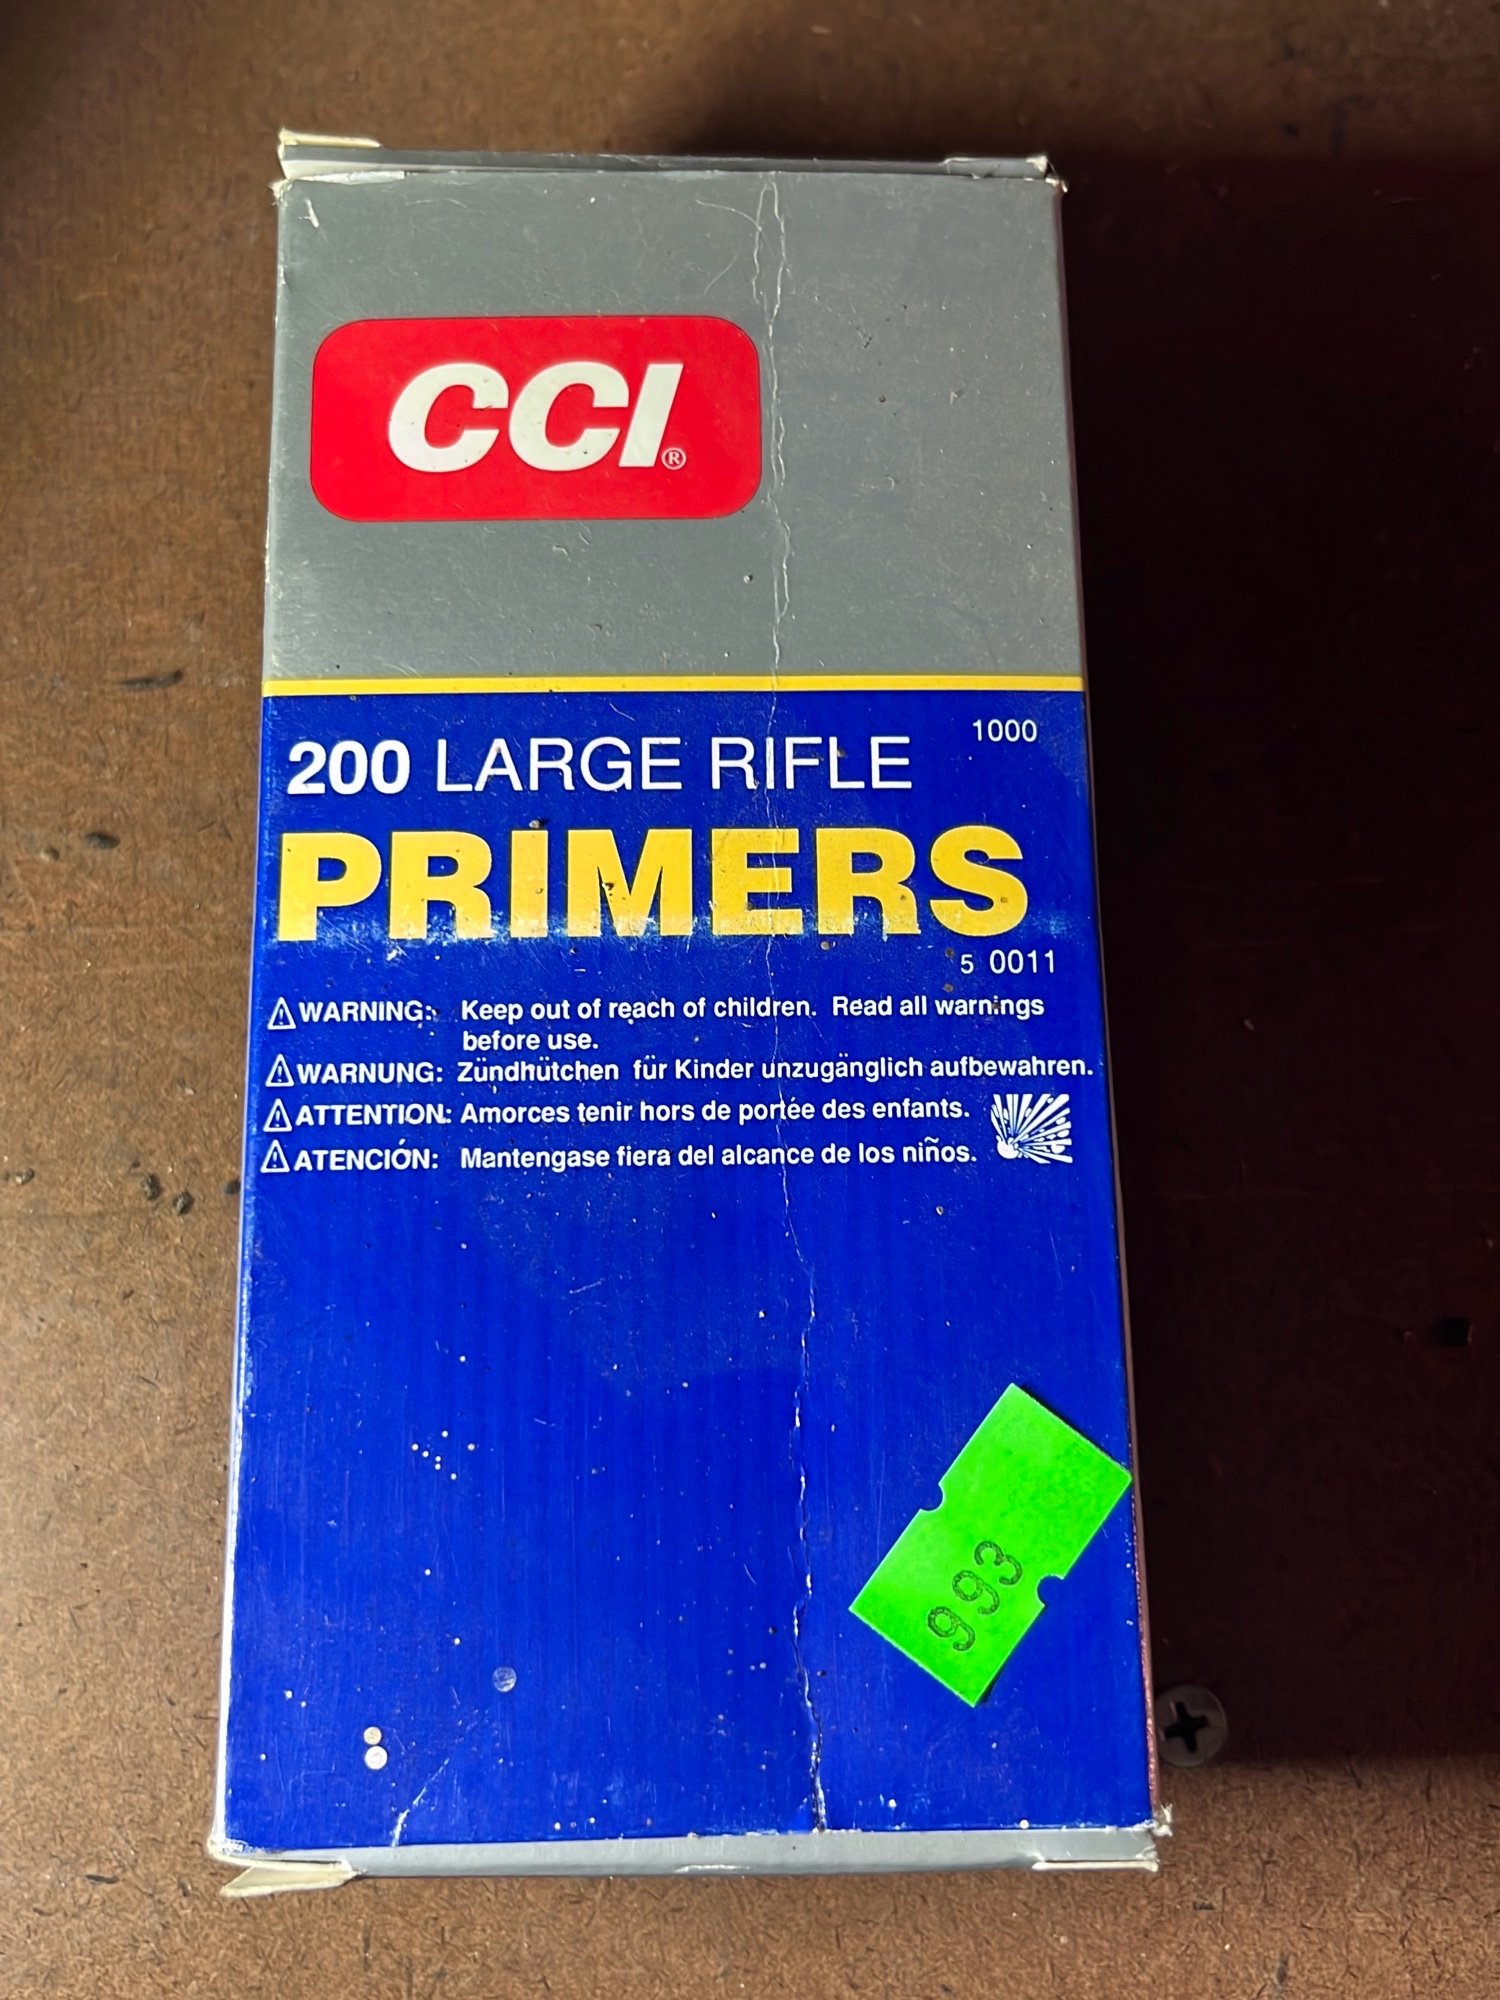 CCI®
1000
200 LARGE RIFLE
PRIMERS
5 0011
⚠ WARNING: Keep out of reach of children. Read all warnings
before use.
⚠ WARNUNG: Zündhütchen für Kinder unzugänglich aufbewahren.
⚠ ATTENTION: Amorces tenir hors de portée des enfants.
⚠ ATENCIÓN: Mantengase fiera del alcance de los niños.
993